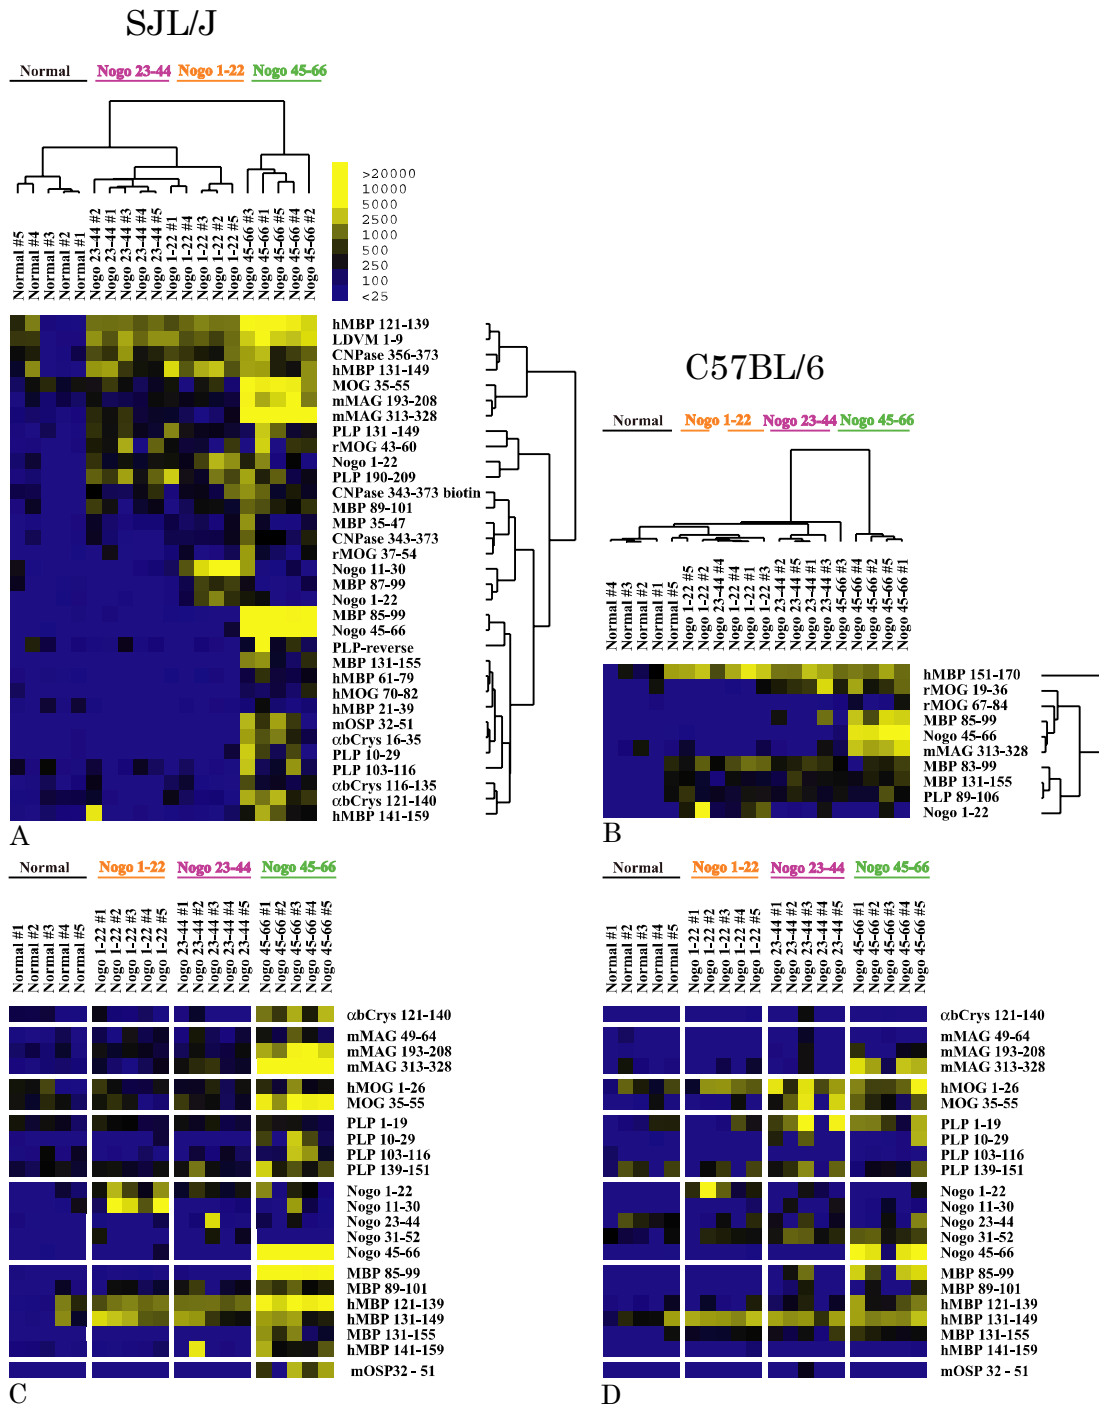 SJL/J
Normal Nogo 23-44 Nogo 1-22 Nogo 45-66
>20000
10000
5000
2500
1000
500
250
100
<25
Normal #5
Normal #4
Normal #3
Normal #2
Normal #1
Nogo 23-44 #2
Nogo 23-44 #1
Nogo 23-44 #3
Nogo 23-44 #4
Nogo 23-44 #5
Nogo 1-22 #1
Nogo 1-22 #4
Nogo 1-22 #3
Nogo 1-22 #2
Nogo 1-22 #5
Nogo 45-66 #3
Nogo 45-66 #1
Nogo 45-66 #5
Nogo 45-66 #4
Nogo 45-66 #2
hMBP 121-139
LDVM 1-9
CNPase 356-373
hMBP 131-149
MOG 35-55
mMAG 193-208
mMAG 313-328
PLP 131 -149
rMOG 43-60
Nogo 1-22
PLP 190-209
CNPase 343-373 biotin
MBP 89-101
MBP 35-47
CNPase 343-373
rMOG 37-54
Nogo 11-30
MBP 87-99
Nogo 1-22
MBP 85-99
Nogo 45-66
PLP-reverse
MBP 131-155
hMBP 61-79
hMOG 70-82
hMBP 21-39
mOSP 32-51
αbCrys 16-35
PLP 10-29
PLP 103-116
αbCrys 116-135
αbCrys 121-140
hMBP 141-159
A
C57BL/6
Normal Nogo 1-22 Nogo 23-44 Nogo 45-66
Normal #4
Normal #3
Normal #2
Normal #1
Normal #5
Nogo 1-22 #5
Nogo 1-22 #2
Nogo 23-44 #4
Nogo 1-22 #4
Nogo 1-22 #1
Nogo 1-22 #3
Nogo 23-44 #2
Nogo 23-44 #5
Nogo 23-44 #1
Nogo 23-44 #3
Nogo 45-66 #3
Nogo 45-66 #4
Nogo 45-66 #2
Nogo 45-66 #5
Nogo 45-66 #1
hMBP 151-170
rMOG 19-36
rMOG 67-84
MBP 85-99
Nogo 45-66
mMAG 313-328
MBP 83-99
MBP 131-155
PLP 89-106
Nogo 1-22
B
Normal Nogo 1-22 Nogo 23-44 Nogo 45-66
Normal #1
Normal #2
Normal #3
Normal #4
Normal #5
Nogo 1-22 #1
Nogo 1-22 #2
Nogo 1-22 #3
Nogo 1-22 #4
Nogo 1-22 #5
Nogo 23-44 #1
Nogo 23-44 #2
Nogo 23-44 #3
Nogo 23-44 #4
Nogo 23-44 #5
Nogo 45-66 #1
Nogo 45-66 #2
Nogo 45-66 #3
Nogo 45-66 #4
Nogo 45-66 #5
αbCrys 121-140
mMAG 49-64
mMAG 193-208
mMAG 313-328
hMOG 1-26
MOG 35-55
PLP 1-19
PLP 10-29
PLP 103-116
PLP 139-151
Nogo 1-22
Nogo 11-30
Nogo 23-44
Nogo 31-52
Nogo 45-66
MBP 85-99
MBP 89-101
hMBP 121-139
hMBP 131-149
MBP 131-155
hMBP 141-159
mOSP32 - 51
C
Normal Nogo 1-22 Nogo 23-44 Nogo 45-66
Normal #1
Normal #2
Normal #3
Normal #4
Normal #5
Nogo 1-22 #1
Nogo 1-22 #2
Nogo 1-22 #3
Nogo 1-22 #4
Nogo 1-22 #5
Nogo 23-44 #1
Nogo 23-44 #2
Nogo 23-44 #3
Nogo 23-44 #4
Nogo 23-44 #5
Nogo 45-66 #1
Nogo 45-66 #2
Nogo 45-66 #3
Nogo 45-66 #4
Nogo 45-66 #5
αbCrys 121-140
mMAG 49-64
mMAG 193-208
mMAG 313-328
hMOG 1-26
MOG 35-55
PLP 1-19
PLP 10-29
PLP 103-116
PLP 139-151
Nogo 1-22
Nogo 11-30
Nogo 23-44
Nogo 31-52
Nogo 45-66
MBP 85-99
MBP 89-101
hMBP 121-139
hMBP 131-149
MBP 131-155
hMBP 141-159
mOSP 32 - 51
D